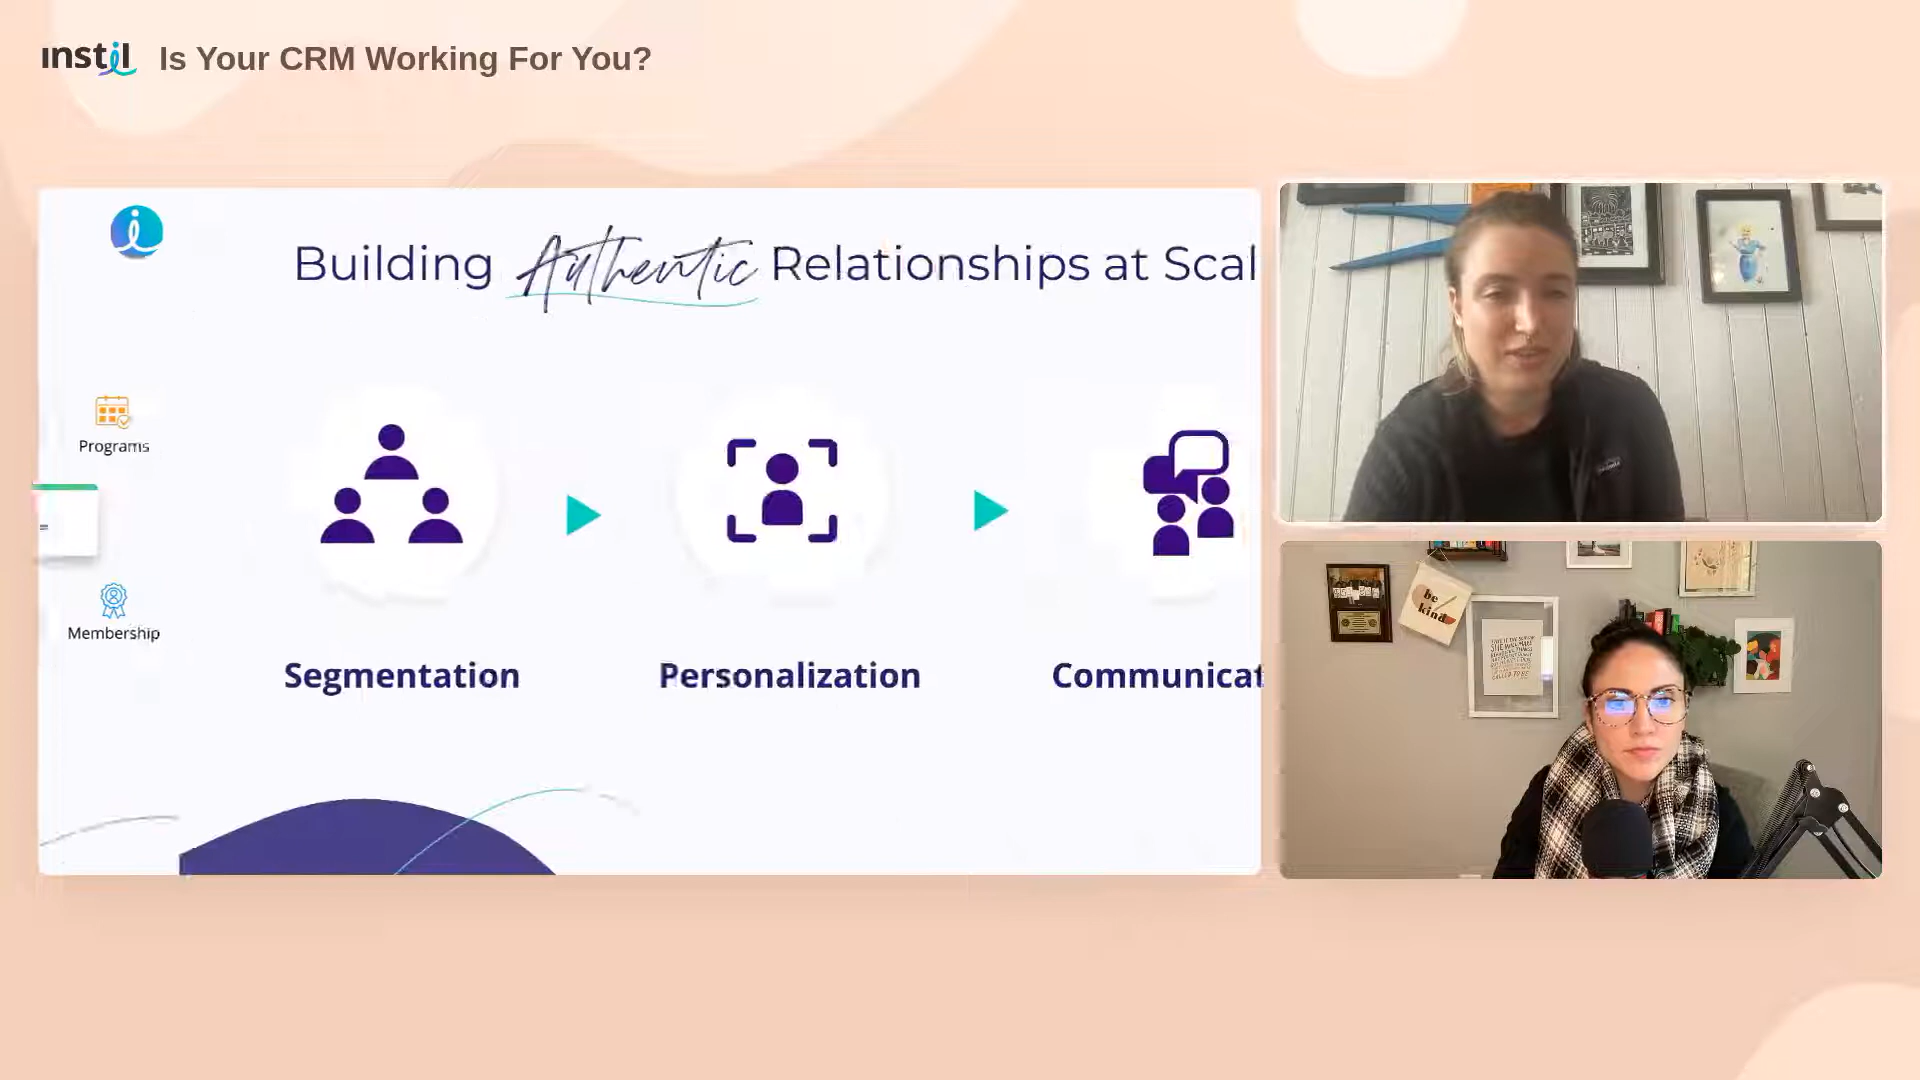 instil Is Your CRM Working For You?
Building Authentic Relationships at Scal
Programs
Membership
Segmentation
Personalization
Communicat
be
kind